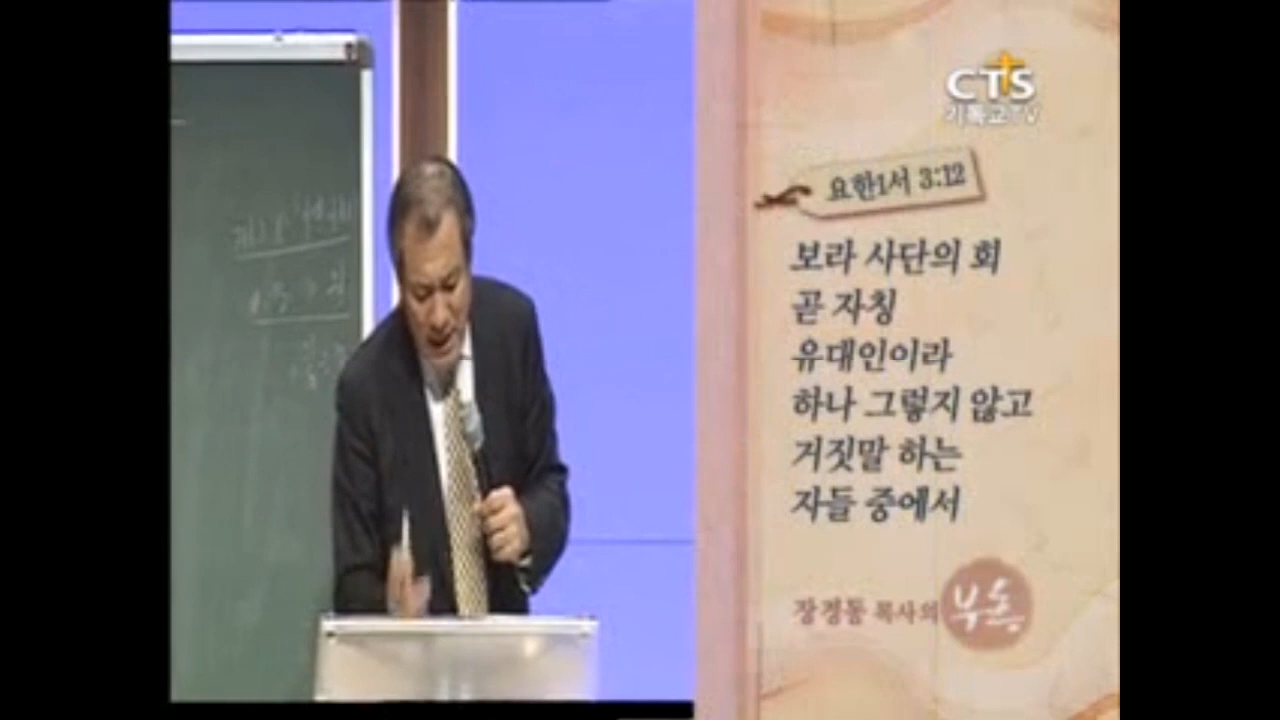 CTS
기독교TV
요한1서 3:12
보라 사단의 회
곧 자칭
유대인이라
하나 그렇지 않고
거짓말 하는
자들 중에서
장경동 목사의